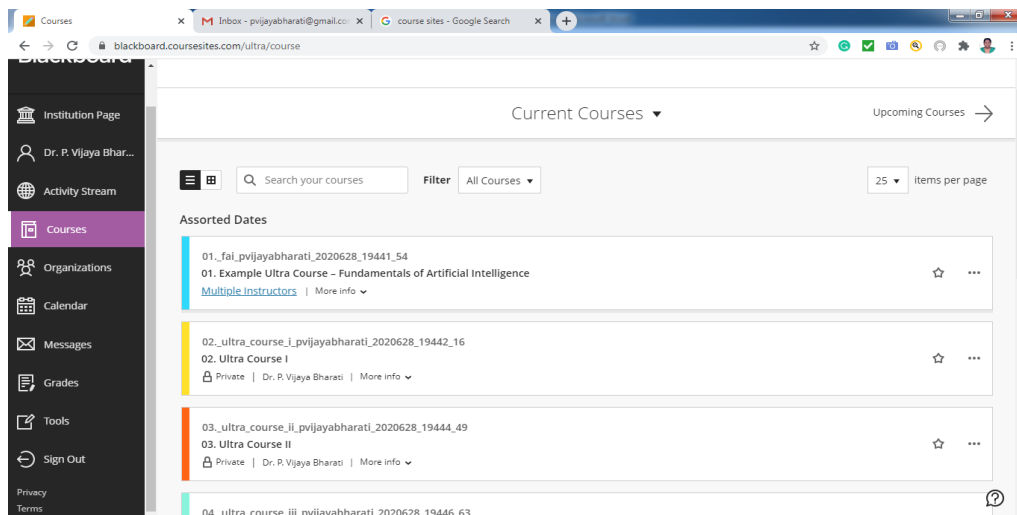 Courses
Inbox - pvijayabharati@gmail.co
course sites - Google Search
blackboard.coursesites.com/ultra/course
Blackboard
Institution Page
Dr. P. Vijaya Bhar...
Activity Stream
Courses
Organizations
Calendar
Messages
Grades
Tools
Sign Out
Privacy
Terms
Current Courses
Upcoming Courses
Search your courses
Filter All Courses
25 items per page
Assorted Dates
01._fai_pvijayabharati_2020628_19441_54
01. Example Ultra Course – Fundamentals of Artificial Intelligence
Multiple Instructors | More info
02._ultra_course_i_pvijayabharati_2020628_19442_16
02. Ultra Course I
Private | Dr. P. Vijaya Bharati | More info
03._ultra_course_ii_pvijayabharati_2020628_19444_49
03. Ultra Course II
Private | Dr. P. Vijaya Bharati | More info
04._ultra_course_iii_pvijayabharati_2020628_19446_63